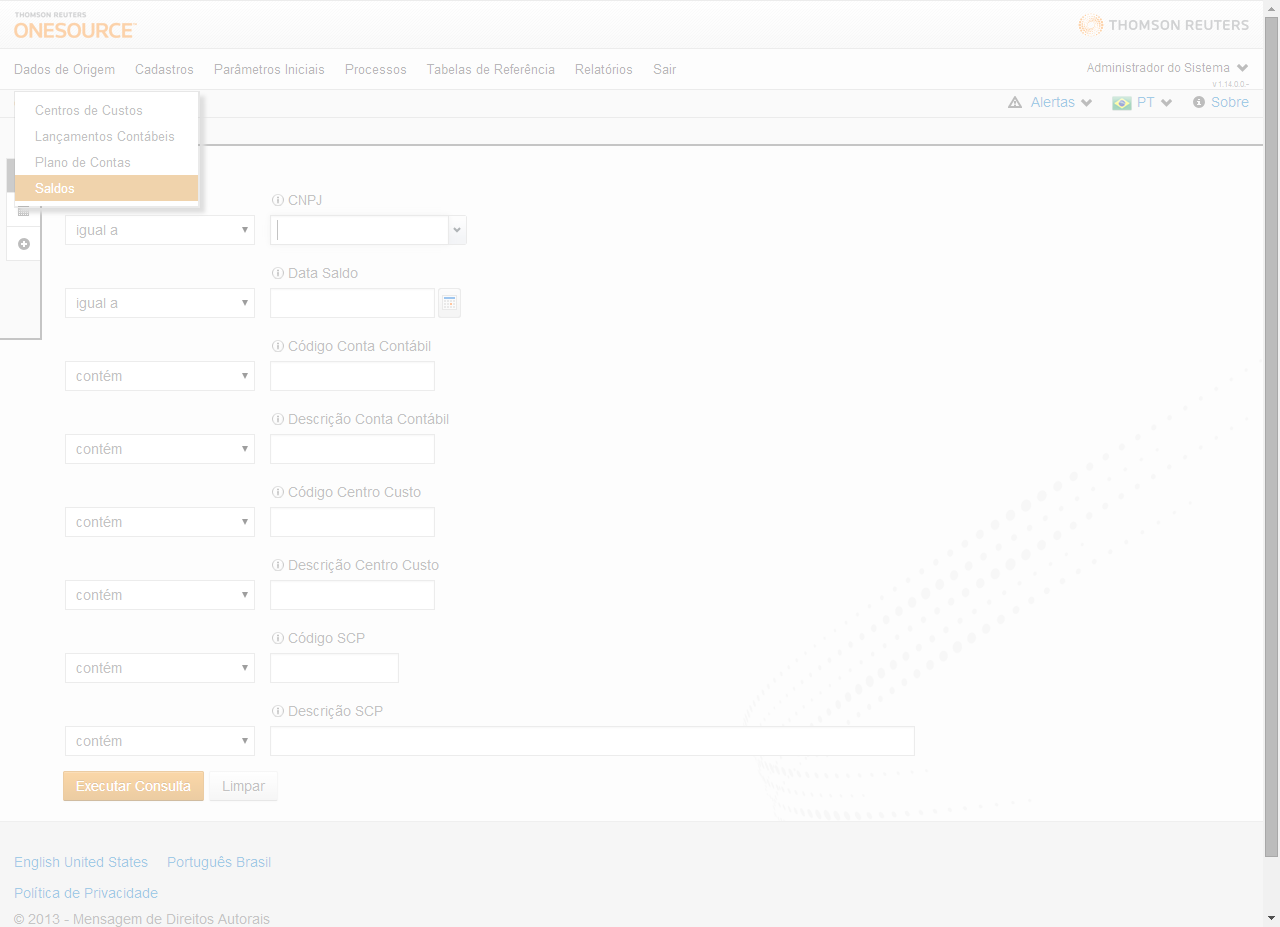 THOMSON REUTERS
ONESOURCE™
THOMSON REUTERS
Dados de Origem Cadastros Parâmetros Iniciais Processos Tabelas de Referência Relatórios Sair
Administrador do Sistema
v 1.14.0.0.-
Alertas PT Sobre
Centros de Custos
Lançamentos Contábeis
Plano de Contas
Saldos
CNPJ
igual a
Data Saldo
igual a
Código Conta Contábil
contém
Descrição Conta Contábil
contém
Código Centro Custo
contém
Descrição Centro Custo
contém
Código SCP
contém
Descrição SCP
contém
Executar Consulta Limpar
English United States Português Brasil
Política de Privacidade
© 2013 - Mensagem de Direitos Autorais